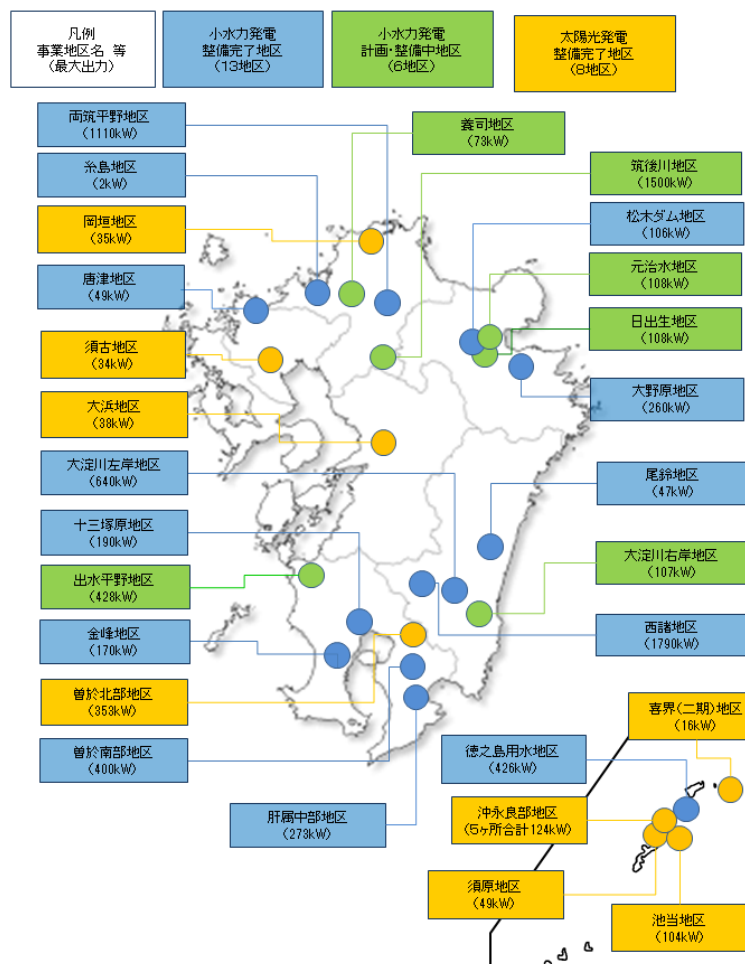 凡例
事業地区名 等
(最大出力)
小水力発電
整備完了地区
(13地区)
小水力発電
計画・整備中地区
(6地区)
太陽光発電
整備完了地区
(8地区)
両筑平野地区
(1110kW)
糸島地区
(2kW)
岡垣地区
(35kW)
唐津地区
(49kW)
須古地区
(34kW)
大浜地区
(38kW)
大淀川左岸地区
(640kW)
十三塚原地区
(190kW)
出水平野地区
(428kW)
金峰地区
(170kW)
曽於北部地区
(353kW)
曽於南部地区
(400kW)
肝属中部地区
(273kW)
養司地区
(73kW)
筑後川地区
(1500kW)
松木ダム地区
(106kW)
元治水地区
(108kW)
日出生地区
(108kW)
大野原地区
(260kW)
尾鈴地区
(47kW)
大淀川右岸地区
(107kW)
西諸地区
(1790kW)
喜界(二期)地区
(16kW)
徳之島用水地区
(426kW)
沖永良部地区
(5ヶ所合計124kW)
須原地区
(49kW)
池当地区
(104kW)